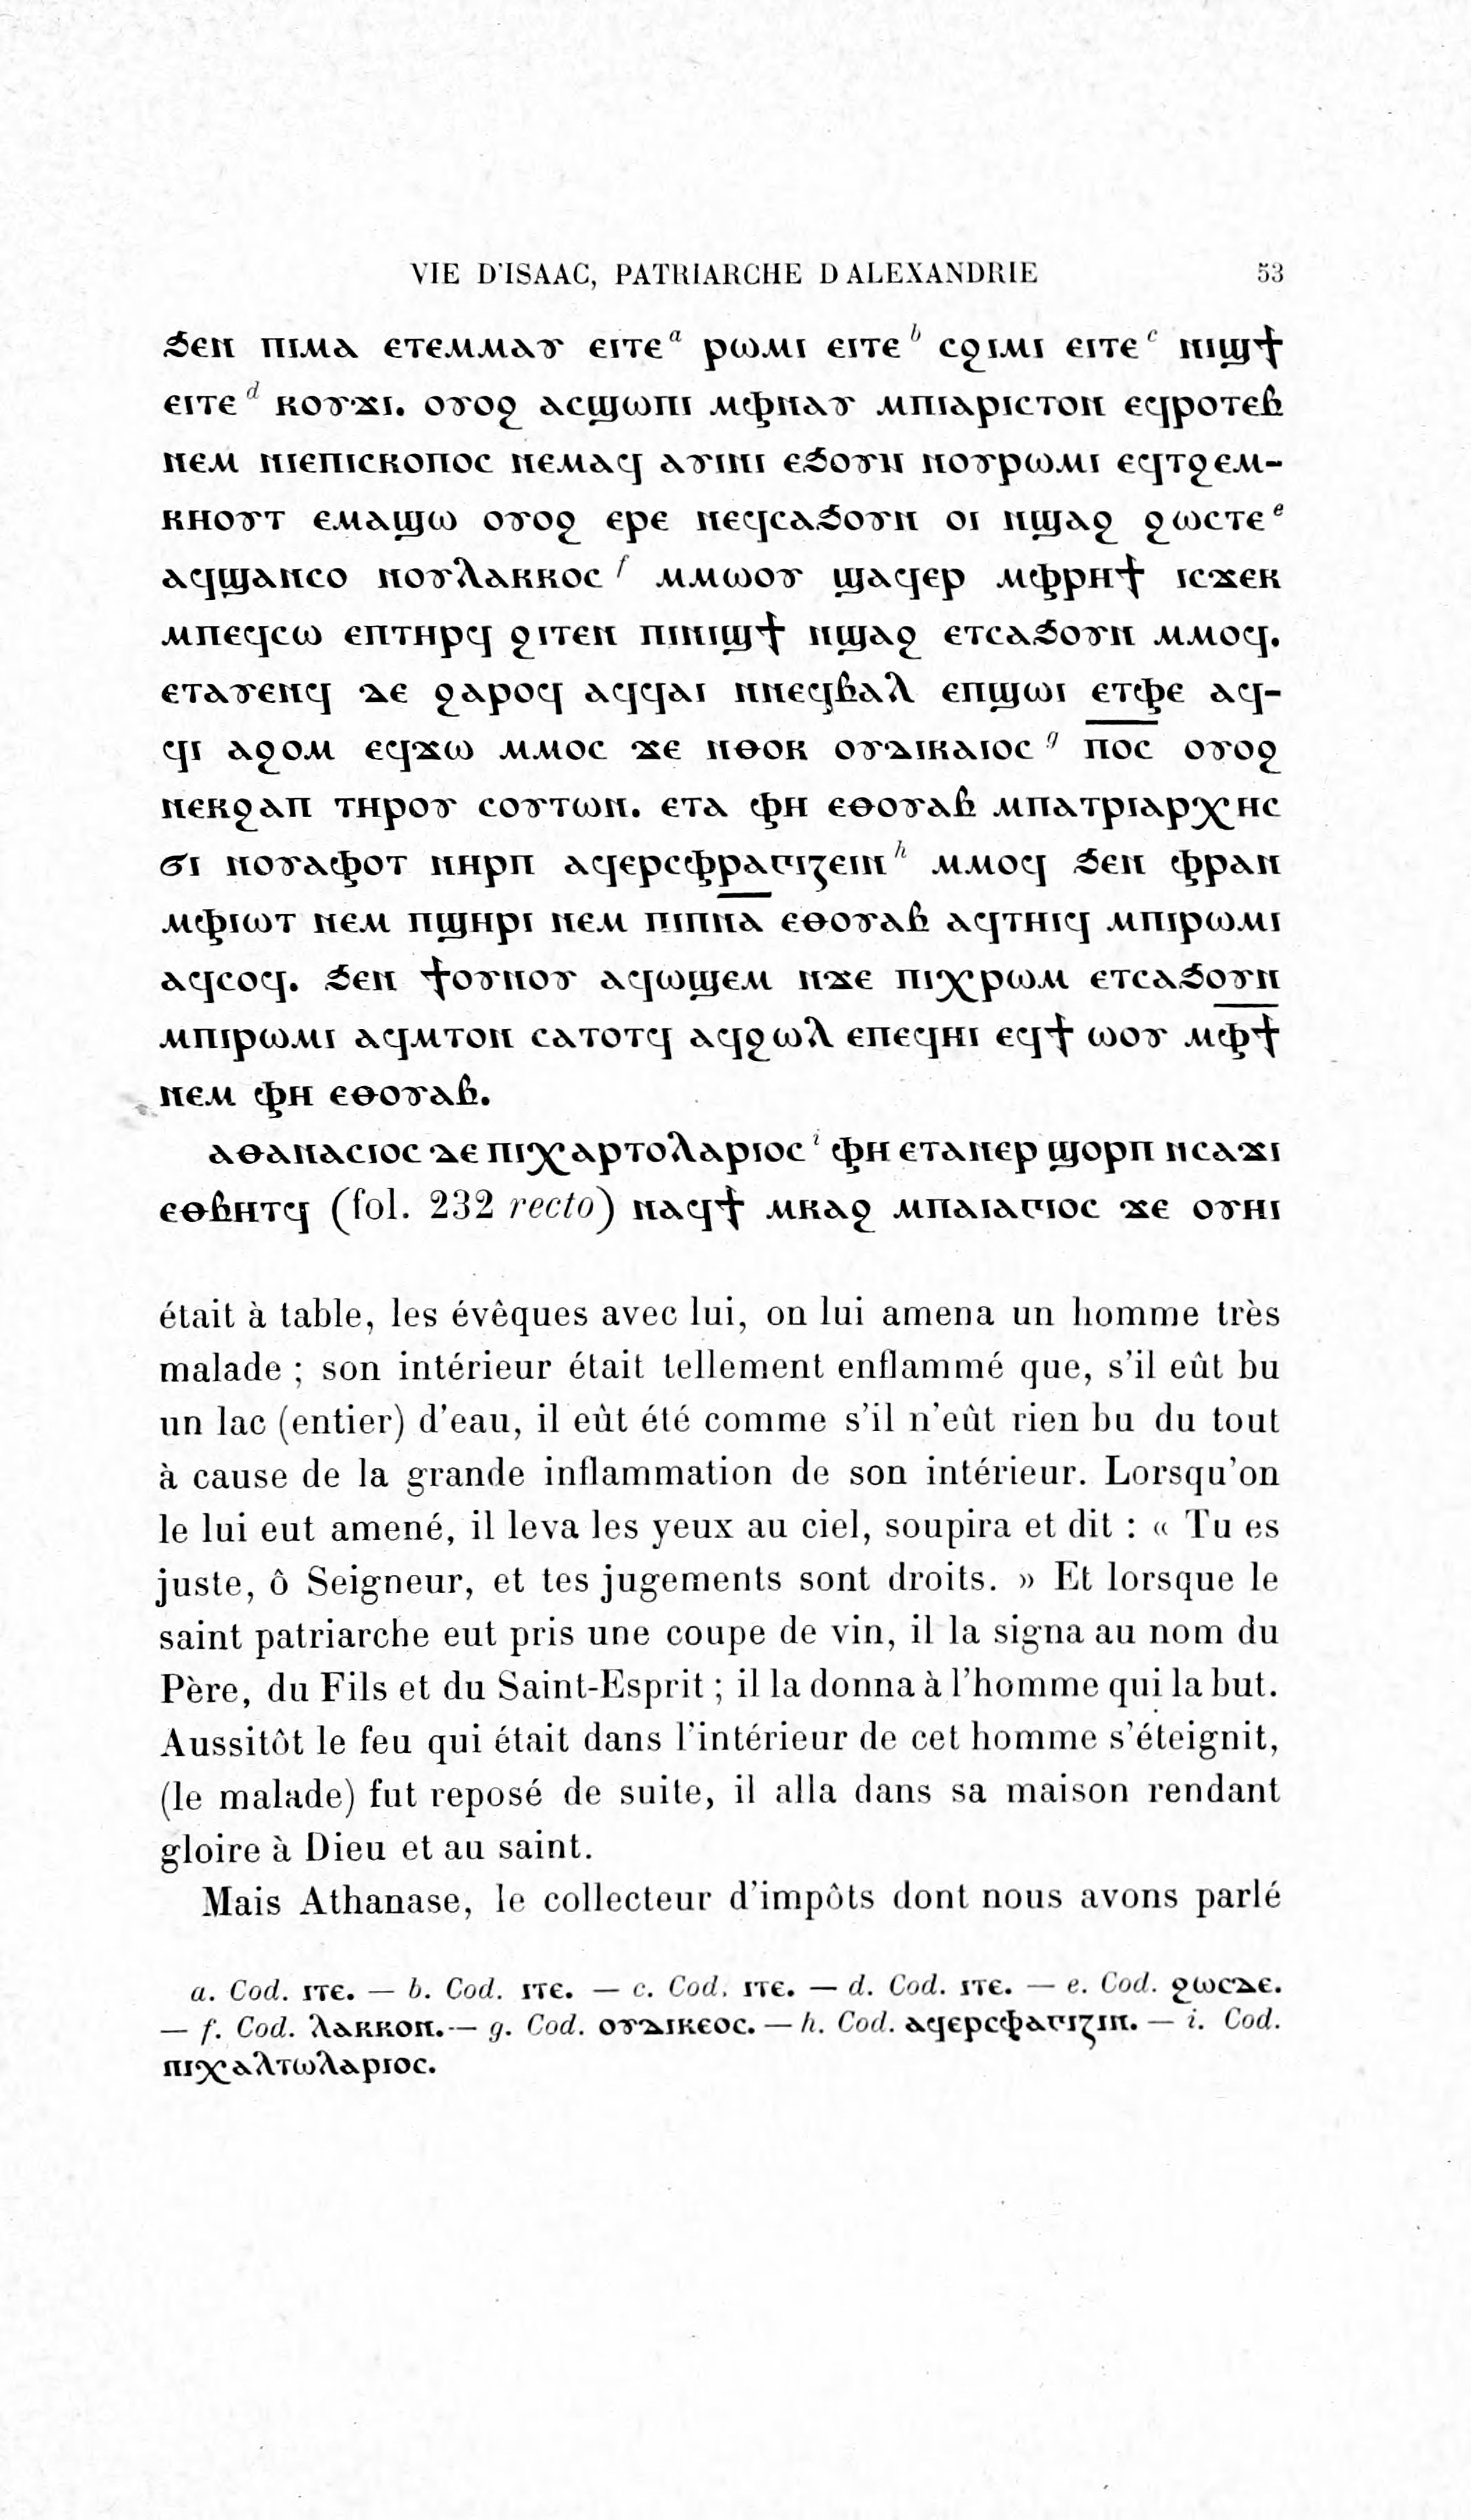 VIE D'ISAAC, PATRIARCHE D ALEXANDRIE 53
ϧⲉⲛ ⲡⲓⲙⲁ ⲉⲧⲉⲙⲙⲁⲩ ⲉⲓⲧⲉ a ⲣⲱⲙⲓ ⲉⲓⲧⲉ b ⲥϩⲓⲙⲓ ⲉⲓⲧⲉ c ⲛⲓϣϯ
ⲉⲓⲧⲉ d ⲕⲟⲩϫⲓ. ⲟⲩⲟϩ ⲁⲥϣⲱⲡⲓ ⲙⲫⲛⲁⲩ ⲙⲡⲓⲁⲣⲓⲥⲧⲟⲛ ⲉϥⲣⲟⲧⲉⲃ
ⲛⲉⲙ ⲛⲓⲉⲡⲓⲥⲕⲟⲡⲟⲥ ⲛⲉⲙⲁϥ ⲁⲩⲓⲛⲓ ⲉϧⲟⲩⲛ ⲛⲟⲩⲣⲱⲙⲓ ⲉϥⲧϩⲉⲙ-
ⲕⲏⲟⲩⲧ ⲉⲙⲁϣⲱ ⲟⲩⲟϩ ⲉⲣⲉ ⲛⲉϥⲥⲁϧⲟⲩⲛ ⲟⲓ ⲛϣⲁϩ ϩⲱⲥⲧⲉ e
ⲁϥϣⲁⲛⲥⲟ ⲛⲟⲩⲗⲁⲕⲕⲟⲥ f ⲙⲙⲱⲟⲩ ϣⲁϥⲉⲣ ⲙⲫⲣⲏϯ ⲓⲥϫⲉⲕ
ⲙⲡⲉϥⲥⲱ ⲉⲡⲧⲏⲣϥ ϩⲓⲧⲉⲛ ⲡⲓⲛⲓϣϯ ⲛϣⲁϩ ⲉⲧⲥⲁϧⲟⲩⲛ ⲙⲙⲟϥ.
ⲉⲧⲁⲩⲉⲛϥ ⲇⲉ ϩⲁⲣⲟϥ ⲁϥϥⲁⲓ ⲛⲛⲉϥⲃⲁⲗ ⲉⲡϣⲱⲓ ⲉⲧⲫⲉ ⲁϥ-
ϥⲓ ⲁϩⲟⲙ ⲉϥϫⲱ ⲙⲙⲟⲥ ϫⲉ ⲛⲑⲟⲕ ⲟⲩⲇⲓⲕⲁⲓⲟⲥ g ⲡ̅ⲟ̅ⲥ̅ ⲟⲩⲟϩ
ⲛⲉⲕϩⲁⲡ ⲧⲏⲣⲟⲩ ⲥⲟⲩⲧⲱⲛ. ⲉⲧⲁ ⲫⲏ ⲉⲑⲟⲩⲁⲃ ⲙⲡⲁⲧⲣⲓⲁⲣⲭⲏⲥ
ϭⲓ ⲛⲟⲩⲁⲫⲟⲧ ⲛⲏⲣⲡ ⲁϥⲉⲣⲥⲫⲣⲁⲅⲓⲍⲉⲓⲛ h ⲙⲙⲟϥ ϧⲉⲛ ⲫⲣⲁⲛ
ⲙⲫⲓⲱⲧ ⲛⲉⲙ ⲡϣⲏⲣⲓ ⲛⲉⲙ ⲡⲓⲡ̅ⲛ̅ⲁ̅ ⲉⲑⲟⲩⲁⲃ ⲁϥⲧⲏⲓϥ ⲙⲡⲓⲣⲱⲙⲓ
ⲁϥⲥⲟϥ. ϧⲉⲛ ϯⲟⲩⲛⲟⲩ ⲁϥⲱϣⲉⲙ ⲛϫⲉ ⲡⲓⲭⲣⲱⲙ ⲉⲧⲥⲁϧⲟⲩⲛ
ⲙⲡⲓⲣⲱⲙⲓ ⲁϥⲙⲧⲟⲛ ⲥⲁⲧⲟⲧϥ ⲁϥϩⲱⲗ ⲉⲡⲉϥⲏⲓ ⲉϥϯ ⲱⲟⲩ ⲙⲫ̅ϯ̅
ⲛⲉⲙ ⲫⲏ ⲉⲑⲟⲩⲁⲃ.
ⲁⲑⲁⲛⲁⲥⲓⲟⲥ ⲇⲉ ⲡⲓⲭⲁⲣⲧⲟⲗⲁⲣⲓⲟⲥ i ⲫⲏ ⲉⲧⲁⲛⲉⲣ ϣⲟⲣⲡ ⲛⲥⲁϫⲓ
ⲉⲑⲃⲏⲧϥ (fol. 232 recto) ⲛⲁϥϯ ⲙⲕⲁϩ ⲙⲡⲁⲓⲁⲅⲓⲟⲥ ϫⲉ ⲟⲩⲏⲓ
était à table, les évêques avec lui, on lui amena un homme très
malade ; son intérieur était tellement enflammé que, s'il eût bu
un lac (entier) d'eau, il eût été comme s'il n'eût rien bu du tout
à cause de la grande inflammation de son intérieur. Lorsqu'on
le lui eut amené, il leva les yeux au ciel, soupira et dit : « Tu es
juste, ô Seigneur, et tes jugements sont droits. » Et lorsque le
saint patriarche eut pris une coupe de vin, il la signa au nom du
Père, du Fils et du Saint-Esprit ; il la donna à l'homme qui la but.
Aussitôt le feu qui était dans l'intérieur de cet homme s'éteignit,
(le malade) fut reposé de suite, il alla dans sa maison rendant
gloire à Dieu et au saint.
Mais Athanase, le collecteur d'impôts dont nous avons parlé
a. Cod. ⲓⲧⲉ. — b. Cod. ⲓⲧⲉ. — c. Cod. ⲓⲧⲉ. — d. Cod. ⲓⲧⲉ. — e. Cod. ϩⲱⲥⲇⲉ.
— f. Cod. ⲗⲁⲕⲕⲟⲛ. — g. Cod. ⲟⲩⲇⲓⲕⲉⲟⲥ. — h. Cod. ⲁϥⲉⲣⲥⲫⲁⲅⲓⲍⲓⲛ. — i. Cod.
ⲡⲓⲭⲁⲗⲧⲱⲗⲁⲣⲓⲟⲥ.